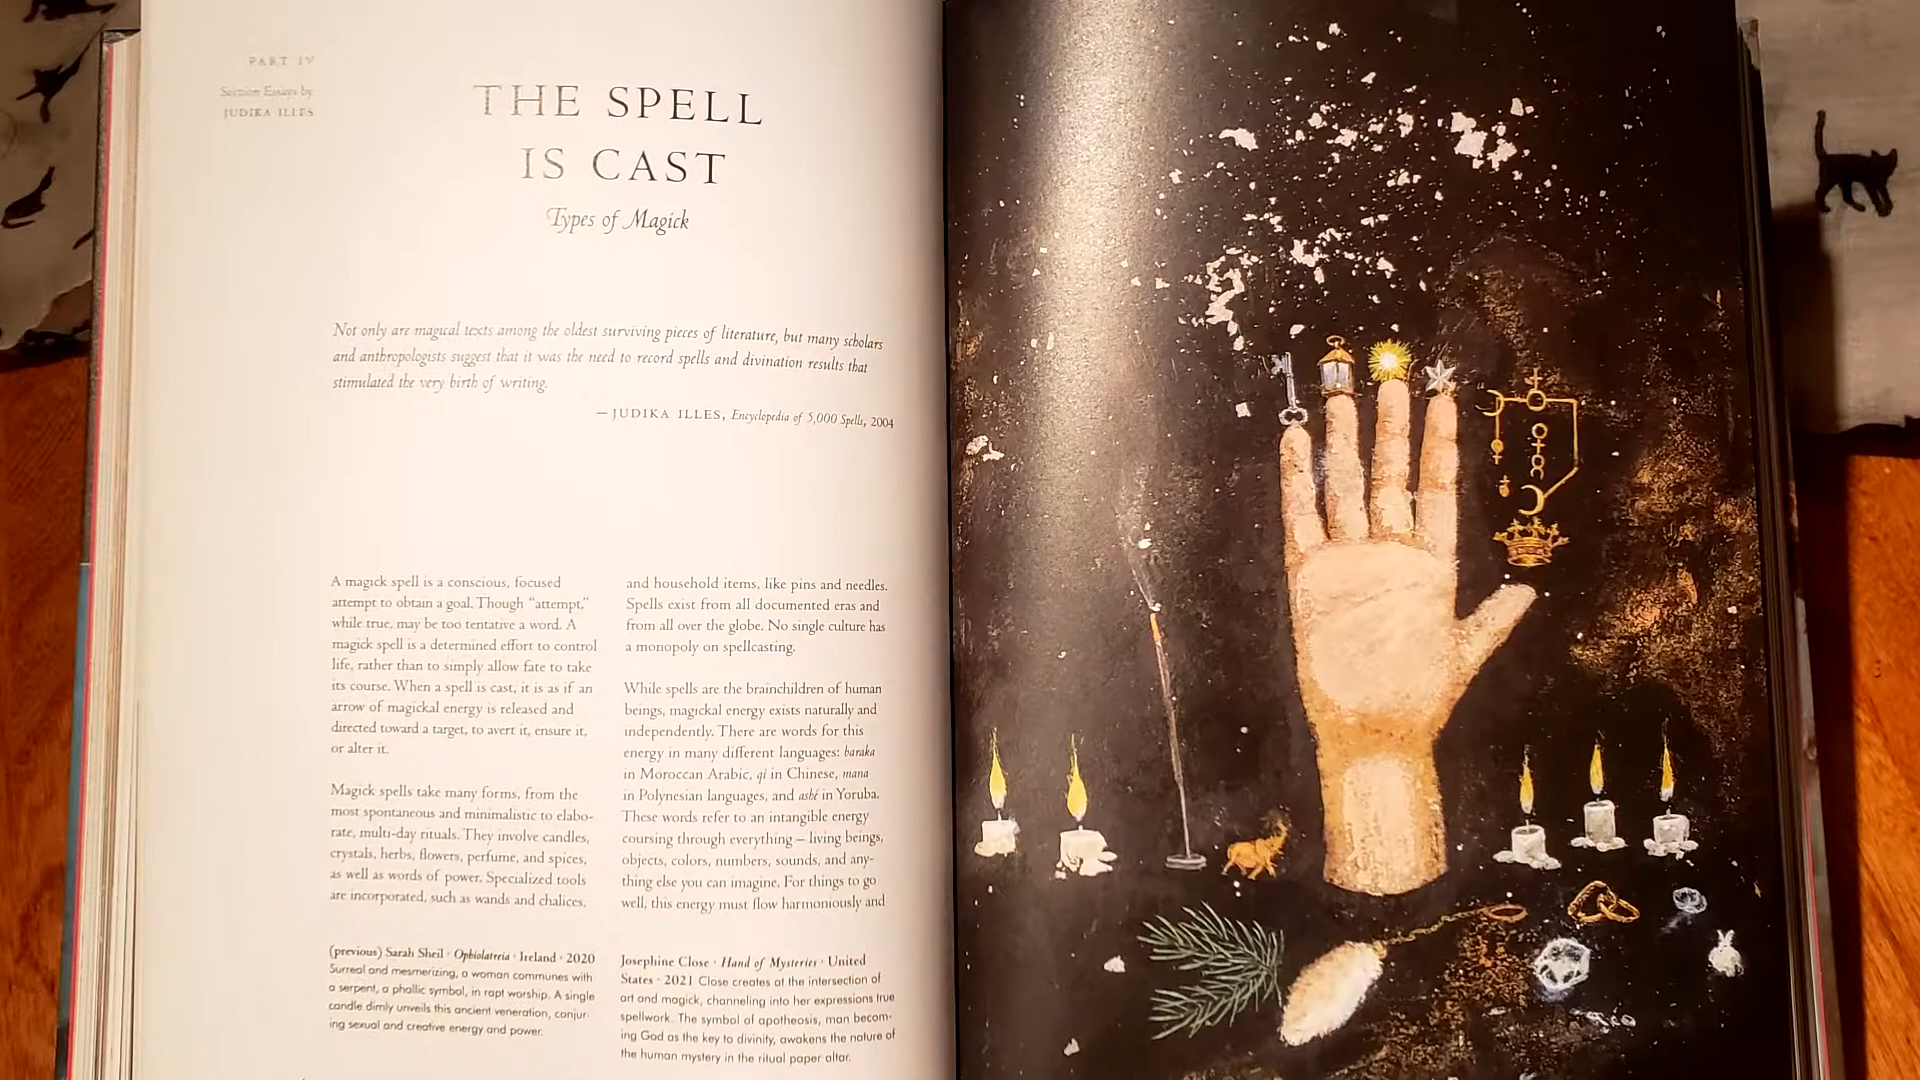 PART IV
Section Essays by
JUDIKA ILLES
THE SPELL
IS CAST
Types of Magick
Not only are magical texts among the oldest surviving pieces of literature, but many scholars
and anthropologists suggest that it was the need to record spells and divination results that
stimulated the very birth of writing.
— JUDIKA ILLES, Encyclopedia of 5,000 Spells, 2004
A magick spell is a conscious, focused
attempt to obtain a goal. Though “attempt,”
while true, may be too tentative a word. A
magick spell is a determined effort to control
life, rather than to simply allow fate to take
its course. When a spell is cast, it is as if an
arrow of magickal energy is released and
directed toward a target, to avert it, ensure it,
or alter it.
Magick spells take many forms, from the
most spontaneous and minimalistic to elabo-
rate, multi-day rituals. They involve candles,
crystals, herbs, flowers, perfume, and spices,
as well as words of power. Specialized tools
are incorporated, such as wands and chalices,
and household items, like pins and needles.
Spells exist from all documented eras and
from all over the globe. No single culture has
a monopoly on spellcasting.
While spells are the brainchildren of human
beings, magickal energy exists naturally and
independently. There are words for this
energy in many different languages: baraka
in Moroccan Arabic, qi in Chinese, mana
in Polynesian languages, and ashé in Yoruba.
These words refer to an intangible energy
coursing through everything – living beings,
objects, colors, numbers, sounds, and any-
thing else you can imagine. For things to go
well, this energy must flow harmoniously and
(previous) Sarah Sheil · Ophiolatreia · Ireland · 2020
Surreal and mesmerizing, a woman communes with
a serpent, a phallic symbol, in rapt worship. A single
candle dimly unveils this ancient veneration, conjur-
ing sexual and creative energy and power.
Josephine Close · Hand of Mysteries · United
States · 2021 Close creates at the intersection of
art and magick, channeling into her expressions true
spellwork. The symbol of apotheosis, man becom-
ing God as the key to divinity, awakens the nature of
the human mystery in the ritual paper altar.